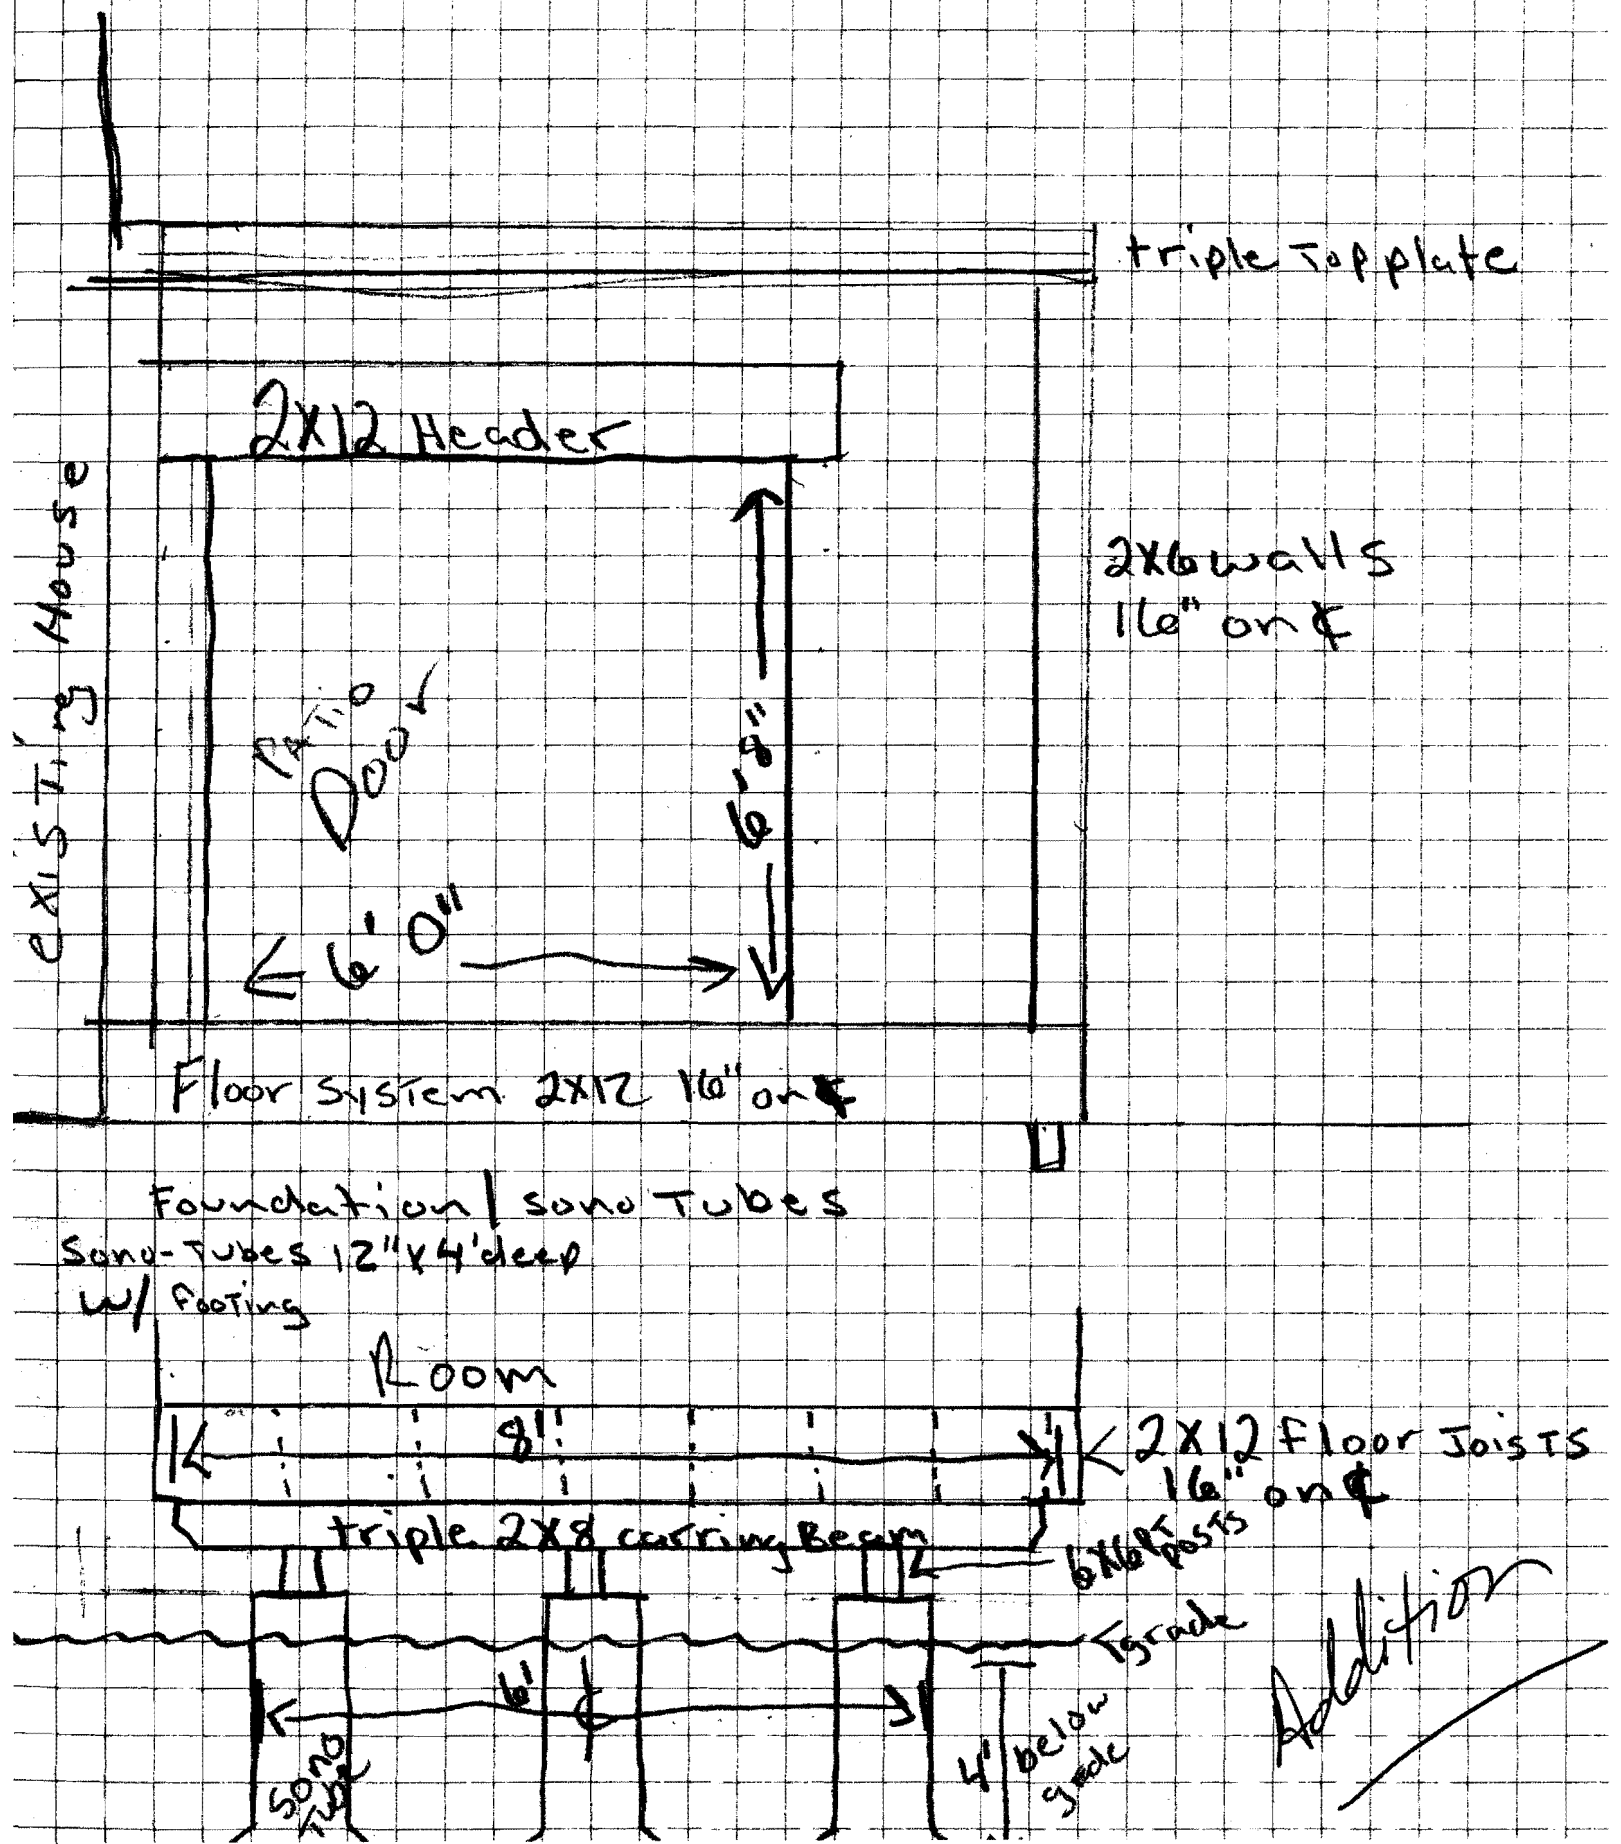 triple Top plate
2X12 Header
existing House
2X6 walls
16" on ℄
PATIO
Door
6'8"
6' 0"
Floor System 2X12 16" on ℄
Foundation / sono Tubes
Sono-Tubes 12" X 4' deep
w/ Footing
Room
8'
2X12 Floor Joists
16" on ℄
triple 2X8 carring Beam
6X6 PT
posts
grade
6'
℄
Sono
Tube
4' below
grade
Addition